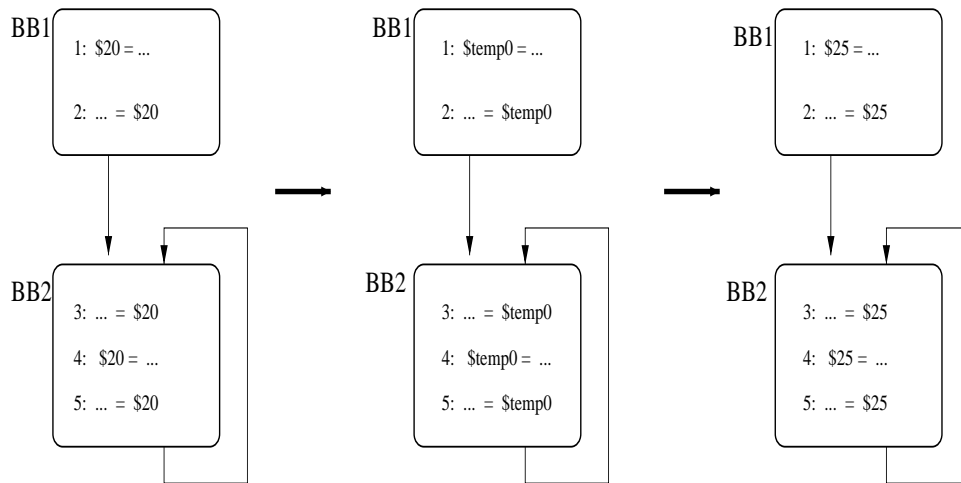 BB1
1: $20 = ...
2: ... = $20
BB2
3: ... = $20
4: $20 = ...
5: ... = $20
BB1
1: $temp0 = ...
2: ... = $temp0
BB2
3: ... = $temp0
4: $temp0 = ...
5: ... = $temp0
BB1
1: $25 = ...
2: ... = $25
BB2
3: ... = $25
4: $25 = ...
5: ... = $25